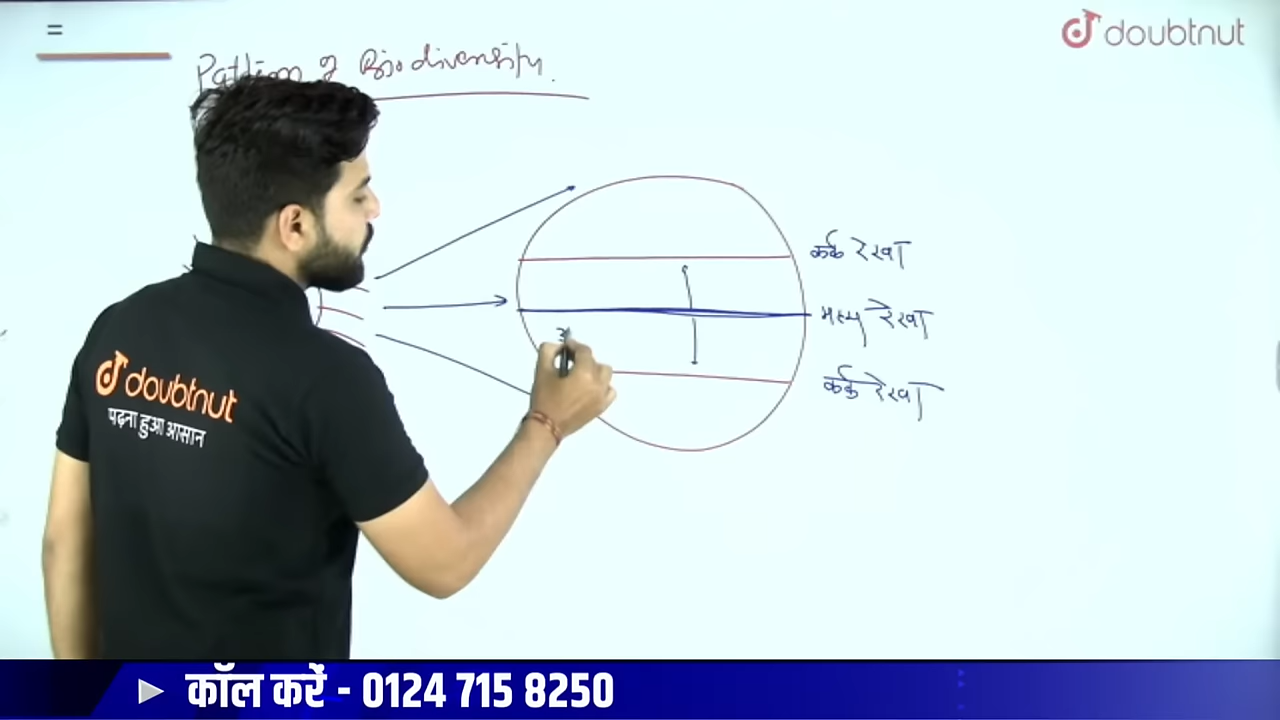 doubtnut
Pattern of Biodiversity.
कर्क रेखा
मध्य रेखा
कर्क रेखा
doubtnut
पढ़ना हुआ आसान
कॉल करें - 0124 715 8250